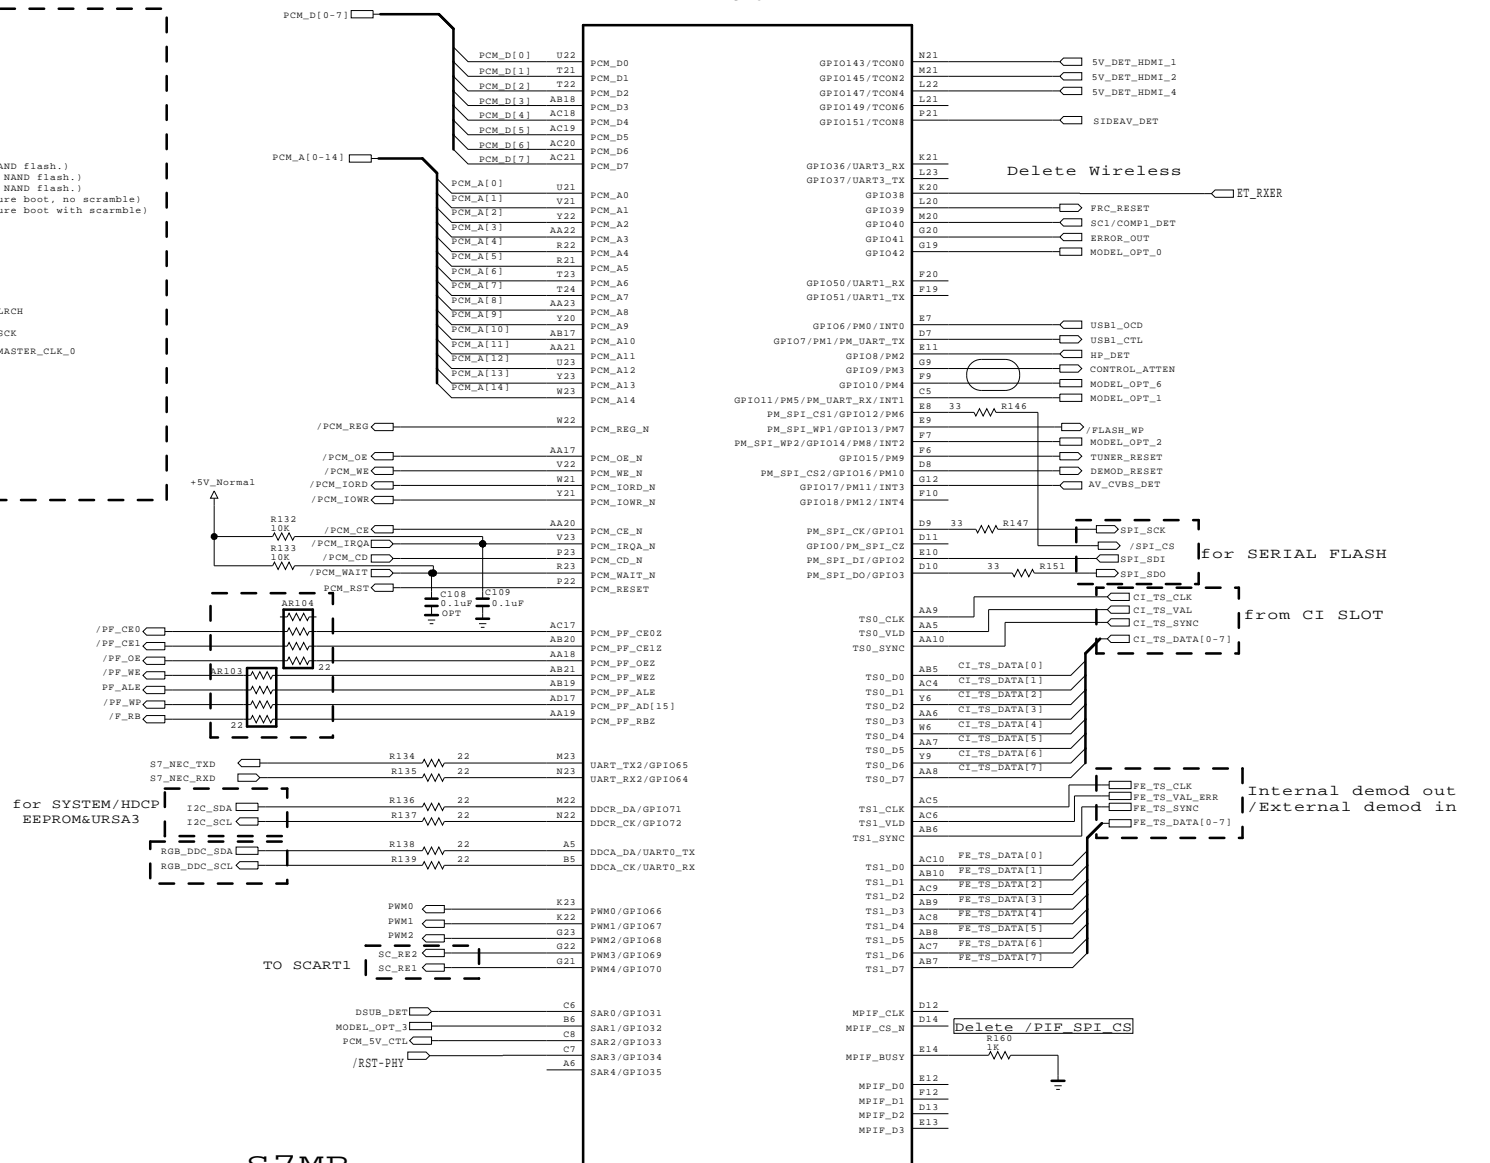 PCM_D[0-7]
PCM_D[0] U22 PCM_D0
PCM_D[1] T21 PCM_D1
PCM_D[2] T22 PCM_D2
PCM_D[3] AB18 PCM_D3
PCM_D[4] AC18 PCM_D4
PCM_D[5] AC19 PCM_D5
PCM_D[6] AC20 PCM_D6
PCM_D[7] AC21 PCM_D7
PCM_A[0-14]
PCM_A[0] U21 PCM_A0
PCM_A[1] V21 PCM_A1
PCM_A[2] Y22 PCM_A2
PCM_A[3] AA22 PCM_A3
PCM_A[4] R22 PCM_A4
PCM_A[5] R21 PCM_A5
PCM_A[6] T23 PCM_A6
PCM_A[7] T24 PCM_A7
PCM_A[8] AA23 PCM_A8
PCM_A[9] Y20 PCM_A9
PCM_A[10] AB17 PCM_A10
PCM_A[11] AA21 PCM_A11
PCM_A[12] U23 PCM_A12
PCM_A[13] Y23 PCM_A13
PCM_A[14] W23 PCM_A14
AND flash.)
NAND flash.)
NAND flash.)
ure boot, no scramble)
ure boot with scarmble)
LRCH
SCK
MASTER_CLK_0
/PCM_REG W22 PCM_REG_N
/PCM_OE AA17 PCM_OE_N
/PCM_WE V22 PCM_WE_N
/PCM_IORD W21 PCM_IORD_N
/PCM_IOWR Y21 PCM_IOWR_N
+5V_Normal
R132
10K
R133
10K
/PCM_CE AA20 PCM_CE_N
/PCM_IRQA V23 PCM_IRQA_N
/PCM_CD P23 PCM_CD_N
/PCM_WAIT R23 PCM_WAIT_N
PCM_RST P22 PCM_RESET
C108
0.1uF
OPT
C109
0.1uF
AR104
22
/PF_CE0 AC17 PCM_PF_CE0Z
/PF_CE1 AB20 PCM_PF_CE1Z
/PF_OE AA18 PCM_PF_OEZ
/PF_WE AR103 AB21 PCM_PF_WEZ
PF_ALE AB19 PCM_PF_ALE
/PF_WP AD17 PCM_PF_AD[15]
/F_RB 22 AA19 PCM_PF_RBZ
S7_NEC_TXD R134 22 M23 UART_TX2/GPIO65
S7_NEC_RXD R135 22 N23 UART_RX2/GPIO64
for SYSTEM/HDCP
EEPROM&URSA3
I2C_SDA R136 22 M22 DDCR_DA/GPIO71
I2C_SCL R137 22 N22 DDCR_CK/GPIO72
RGB_DDC_SDA R138 22 A5 DDCA_DA/UART0_TX
RGB_DDC_SCL R139 22 B5 DDCA_CK/UART0_RX
PWM0 K23 PWM0/GPIO66
PWM1 K22 PWM1/GPIO67
PWM2 G23 PWM2/GPIO68
TO SCART1
SC_RE2 G22 PWM3/GPIO69
SC_RE1 G21 PWM4/GPIO70
DSUB_DET C6 SAR0/GPIO31
MODEL_OPT_3 B6 SAR1/GPIO32
PCM_5V_CTL C8 SAR2/GPIO33
/RST-PHY C7 SAR3/GPIO34
A6 SAR4/GPIO35
GPIO143/TCON0 N21 5V_DET_HDMI_1
GPIO145/TCON2 M21 5V_DET_HDMI_2
GPIO147/TCON4 L22 5V_DET_HDMI_4
GPIO149/TCON6 L21
GPIO151/TCON8 P21 SIDEAV_DET
GPIO36/UART3_RX K21
GPIO37/UART3_TX L23
Delete Wireless
GPIO38 K20 ET_RXER
GPIO39 L20 FRC_RESET
GPIO40 M20 SC1/COMP1_DET
GPIO41 G20 ERROR_OUT
GPIO42 G19 MODEL_OPT_0
GPIO50/UART1_RX F20
GPIO51/UART1_TX F19
GPIO6/PM0/INT0 E7 USB1_OCD
GPIO7/PM1/PM_UART_TX D7 USB1_CTL
GPIO8/PM2 E11 HP_DET
GPIO9/PM3 G9 CONTROL_ATTEN
GPIO10/PM4 F9 MODEL_OPT_6
GPIO11/PM5/PM_UART_RX/INT1 C5 MODEL_OPT_1
PM_SPI_CS1/GPIO12/PM6 E8 33 R146
PM_SPI_WP1/GPIO13/PM7 E9 /FLASH_WP
PM_SPI_WP2/GPIO14/PM8/INT2 F7 MODEL_OPT_2
GPIO15/PM9 F6 TUNER_RESET
PM_SPI_CS2/GPIO16/PM10 D8 DEMOD_RESET
GPIO17/PM11/INT3 G12 AV_CVBS_DET
GPIO18/PM12/INT4 F10
PM_SPI_CK/GPIO1 D9 33 R147 SPI_SCK
GPIO0/PM_SPI_CZ D11 /SPI_CS
PM_SPI_DI/GPIO2 E10 SPI_SDI
PM_SPI_DO/GPIO3 D10 33 R151 SPI_SDO
for SERIAL FLASH
TS0_CLK AA9 CI_TS_CLK
TS0_VLD AA5 CI_TS_VAL
TS0_SYNC AA10 CI_TS_SYNC
CI_TS_DATA[0-7]
from CI SLOT
TS0_D0 AB5 CI_TS_DATA[0]
TS0_D1 AC4 CI_TS_DATA[1]
TS0_D2 Y6 CI_TS_DATA[2]
TS0_D3 AA6 CI_TS_DATA[3]
TS0_D4 W6 CI_TS_DATA[4]
TS0_D5 AA7 CI_TS_DATA[5]
TS0_D6 Y9 CI_TS_DATA[6]
TS0_D7 AA8 CI_TS_DATA[7]
TS1_CLK AC5 FE_TS_CLK
TS1_VLD AC6 FE_TS_VAL_ERR
TS1_SYNC AB6 FE_TS_SYNC
FE_TS_DATA[0-7]
Internal demod out
/External demod in
TS1_D0 AC10 FE_TS_DATA[0]
TS1_D1 AB10 FE_TS_DATA[1]
TS1_D2 AC9 FE_TS_DATA[2]
TS1_D3 AB9 FE_TS_DATA[3]
TS1_D4 AC8 FE_TS_DATA[4]
TS1_D5 AB8 FE_TS_DATA[5]
TS1_D6 AC7 FE_TS_DATA[6]
TS1_D7 AB7 FE_TS_DATA[7]
MPIF_CLK D12
MPIF_CS_N D14 Delete /PIF_SPI_CS
R160
1K
MPIF_BUSY E14
MPIF_D0 E12
MPIF_D1 F12
MPIF_D2 D13
MPIF_D3 E13